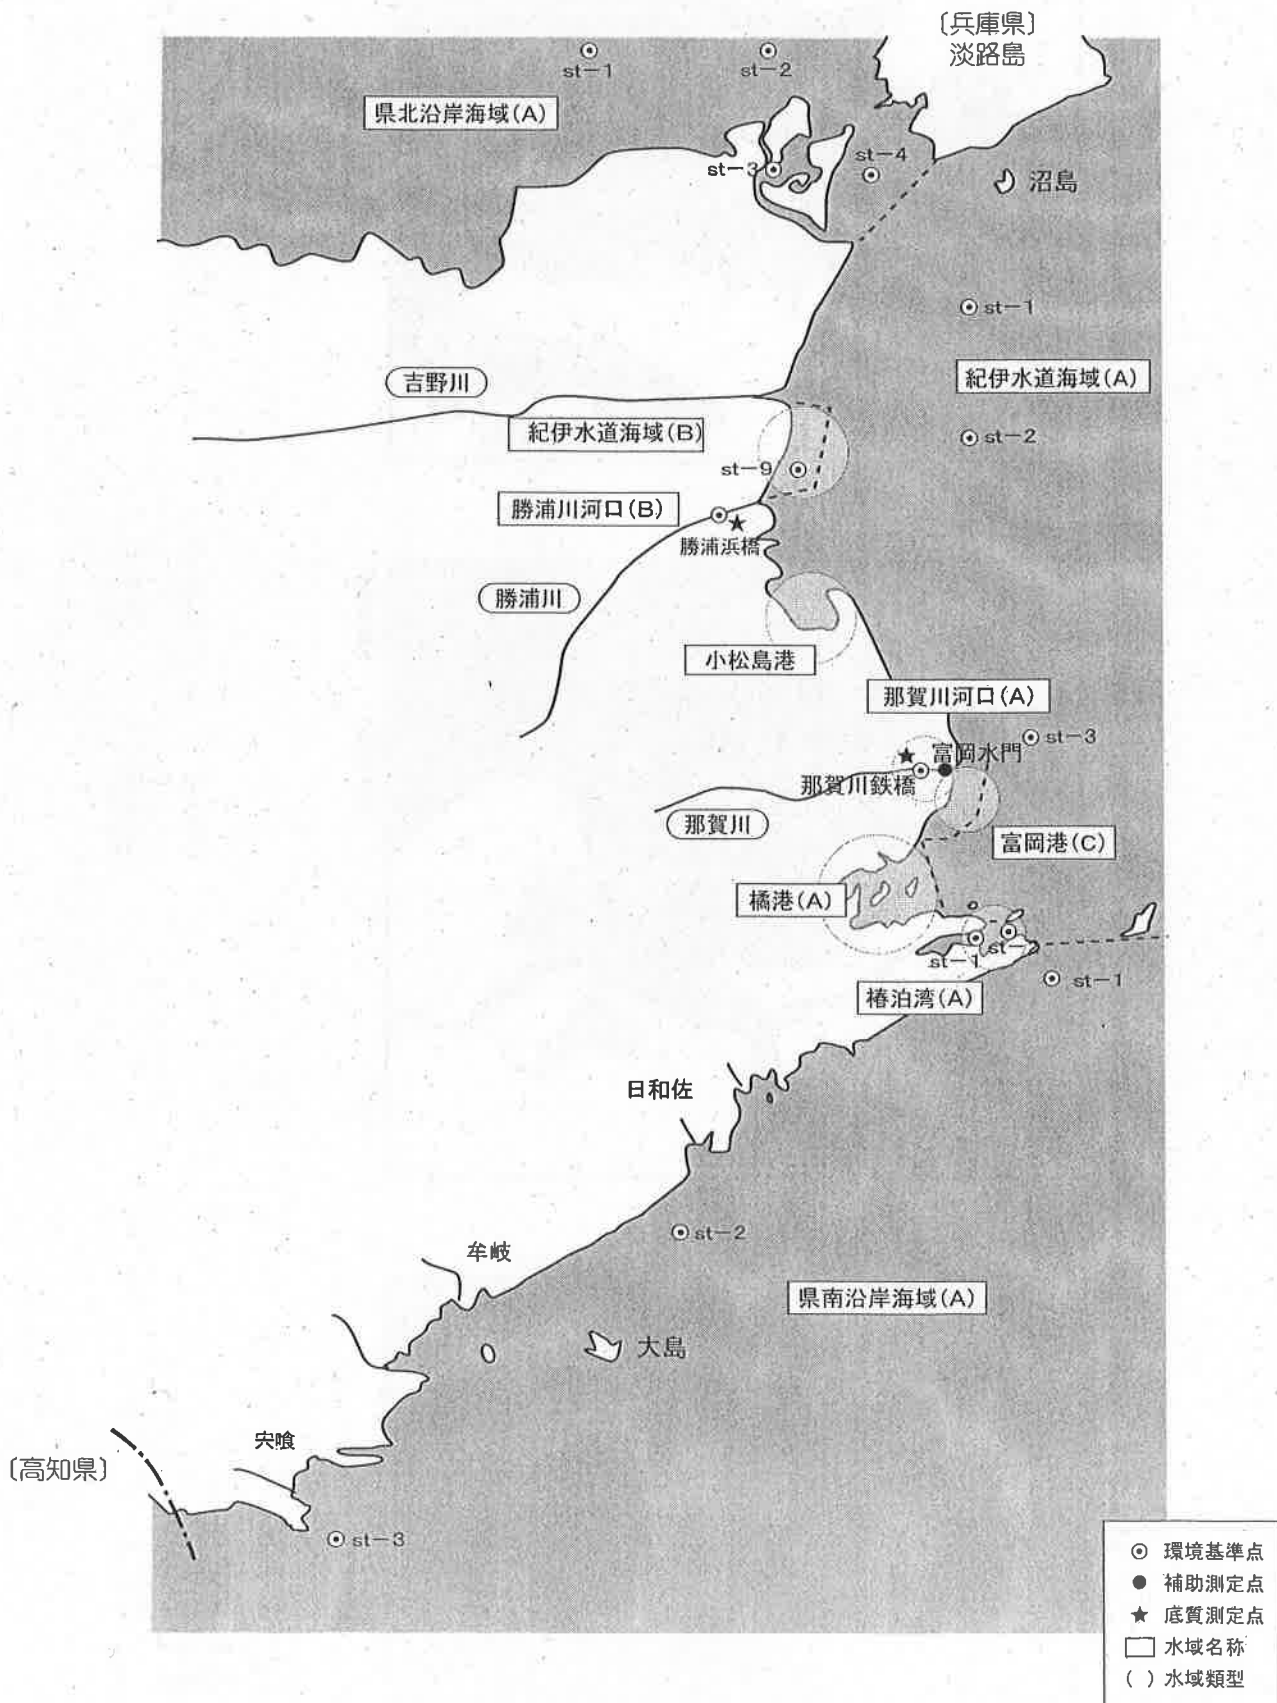 〔兵庫県〕
淡路島
st－1
st－2
県北沿岸海域(A)
st－3
st－4
沼島
st－1
吉野川
紀伊水道海域(A)
紀伊水道海域(B)
st－2
st－9
勝浦川河口(B)
勝浦浜橋
勝浦川
小松島港
那賀川河口(A)
st－3
富岡水門
那賀川鉄橋
那賀川
富岡港(C)
橘港(A)
st－1
st－2
st－1
椿泊湾(A)
日和佐
st－2
牟岐
県南沿岸海域(A)
大島
宍喰
〔高知県〕
st－3
環境基準点
補助測定点
底質測定点
水域名称
( ) 水域類型